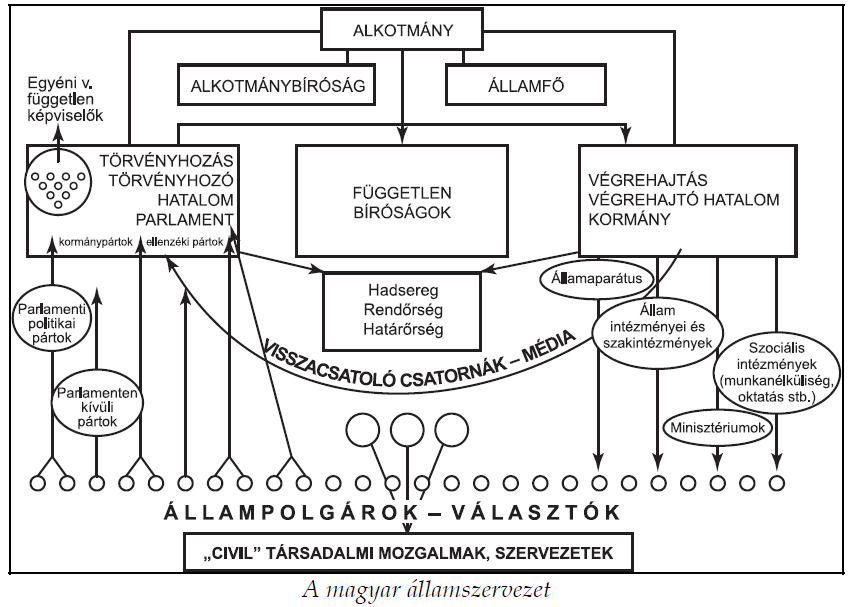 ALKOTMÁNY
ALKOTMÁNYBÍRÓSÁG
ÁLLAMFŐ
Egyéni v.
független
képviselők
TÖRVÉNYHOZÁS
TÖRVÉNYHOZÓ
HATALOM
PARLAMENT
kormánypártok
ellenzéki pártok
FÜGGETLEN
BÍRÓSÁGOK
VÉGREHAJTÁS
VÉGREHAJTÓ HATALOM
KORMÁNY
Hadsereg
Rendőrség
Határőrség
Államaparátus
Állam
intézményei és
szakintézmények
Szociális
intézmények
(munkanélküliség,
oktatás stb.)
Minisztériumok
Parlamenti
politikai
pártok
Parlamenten
kívüli
pártok
VISSZACSATOLÓ CSATORNÁK – MÉDIA
ÁLLAMPOLGÁROK – VÁLASZTÓK
„CIVIL” TÁRSADALMI MOZGALMAK, SZERVEZETEK
A magyar államszervezet